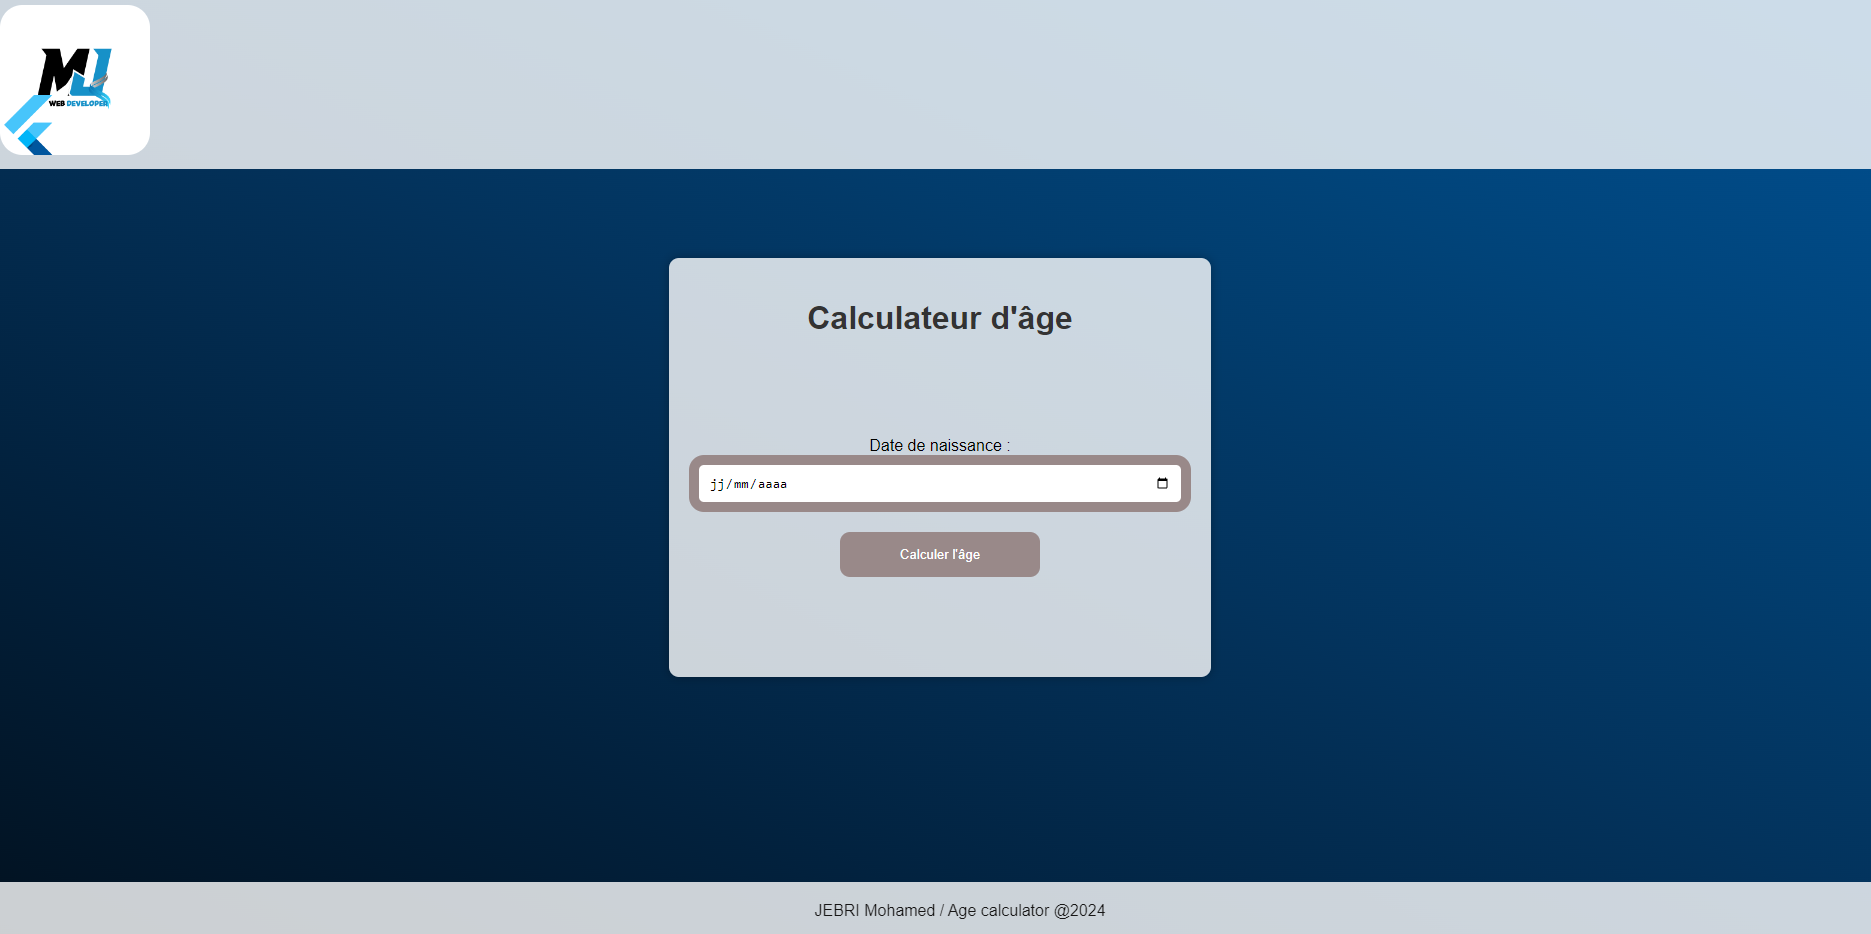 MJ
WEB DEVELOPER
Calculateur d'âge
Date de naissance :
jj/mm/aaaa
Calculer l'âge
JEBRI Mohamed / Age calculator @2024